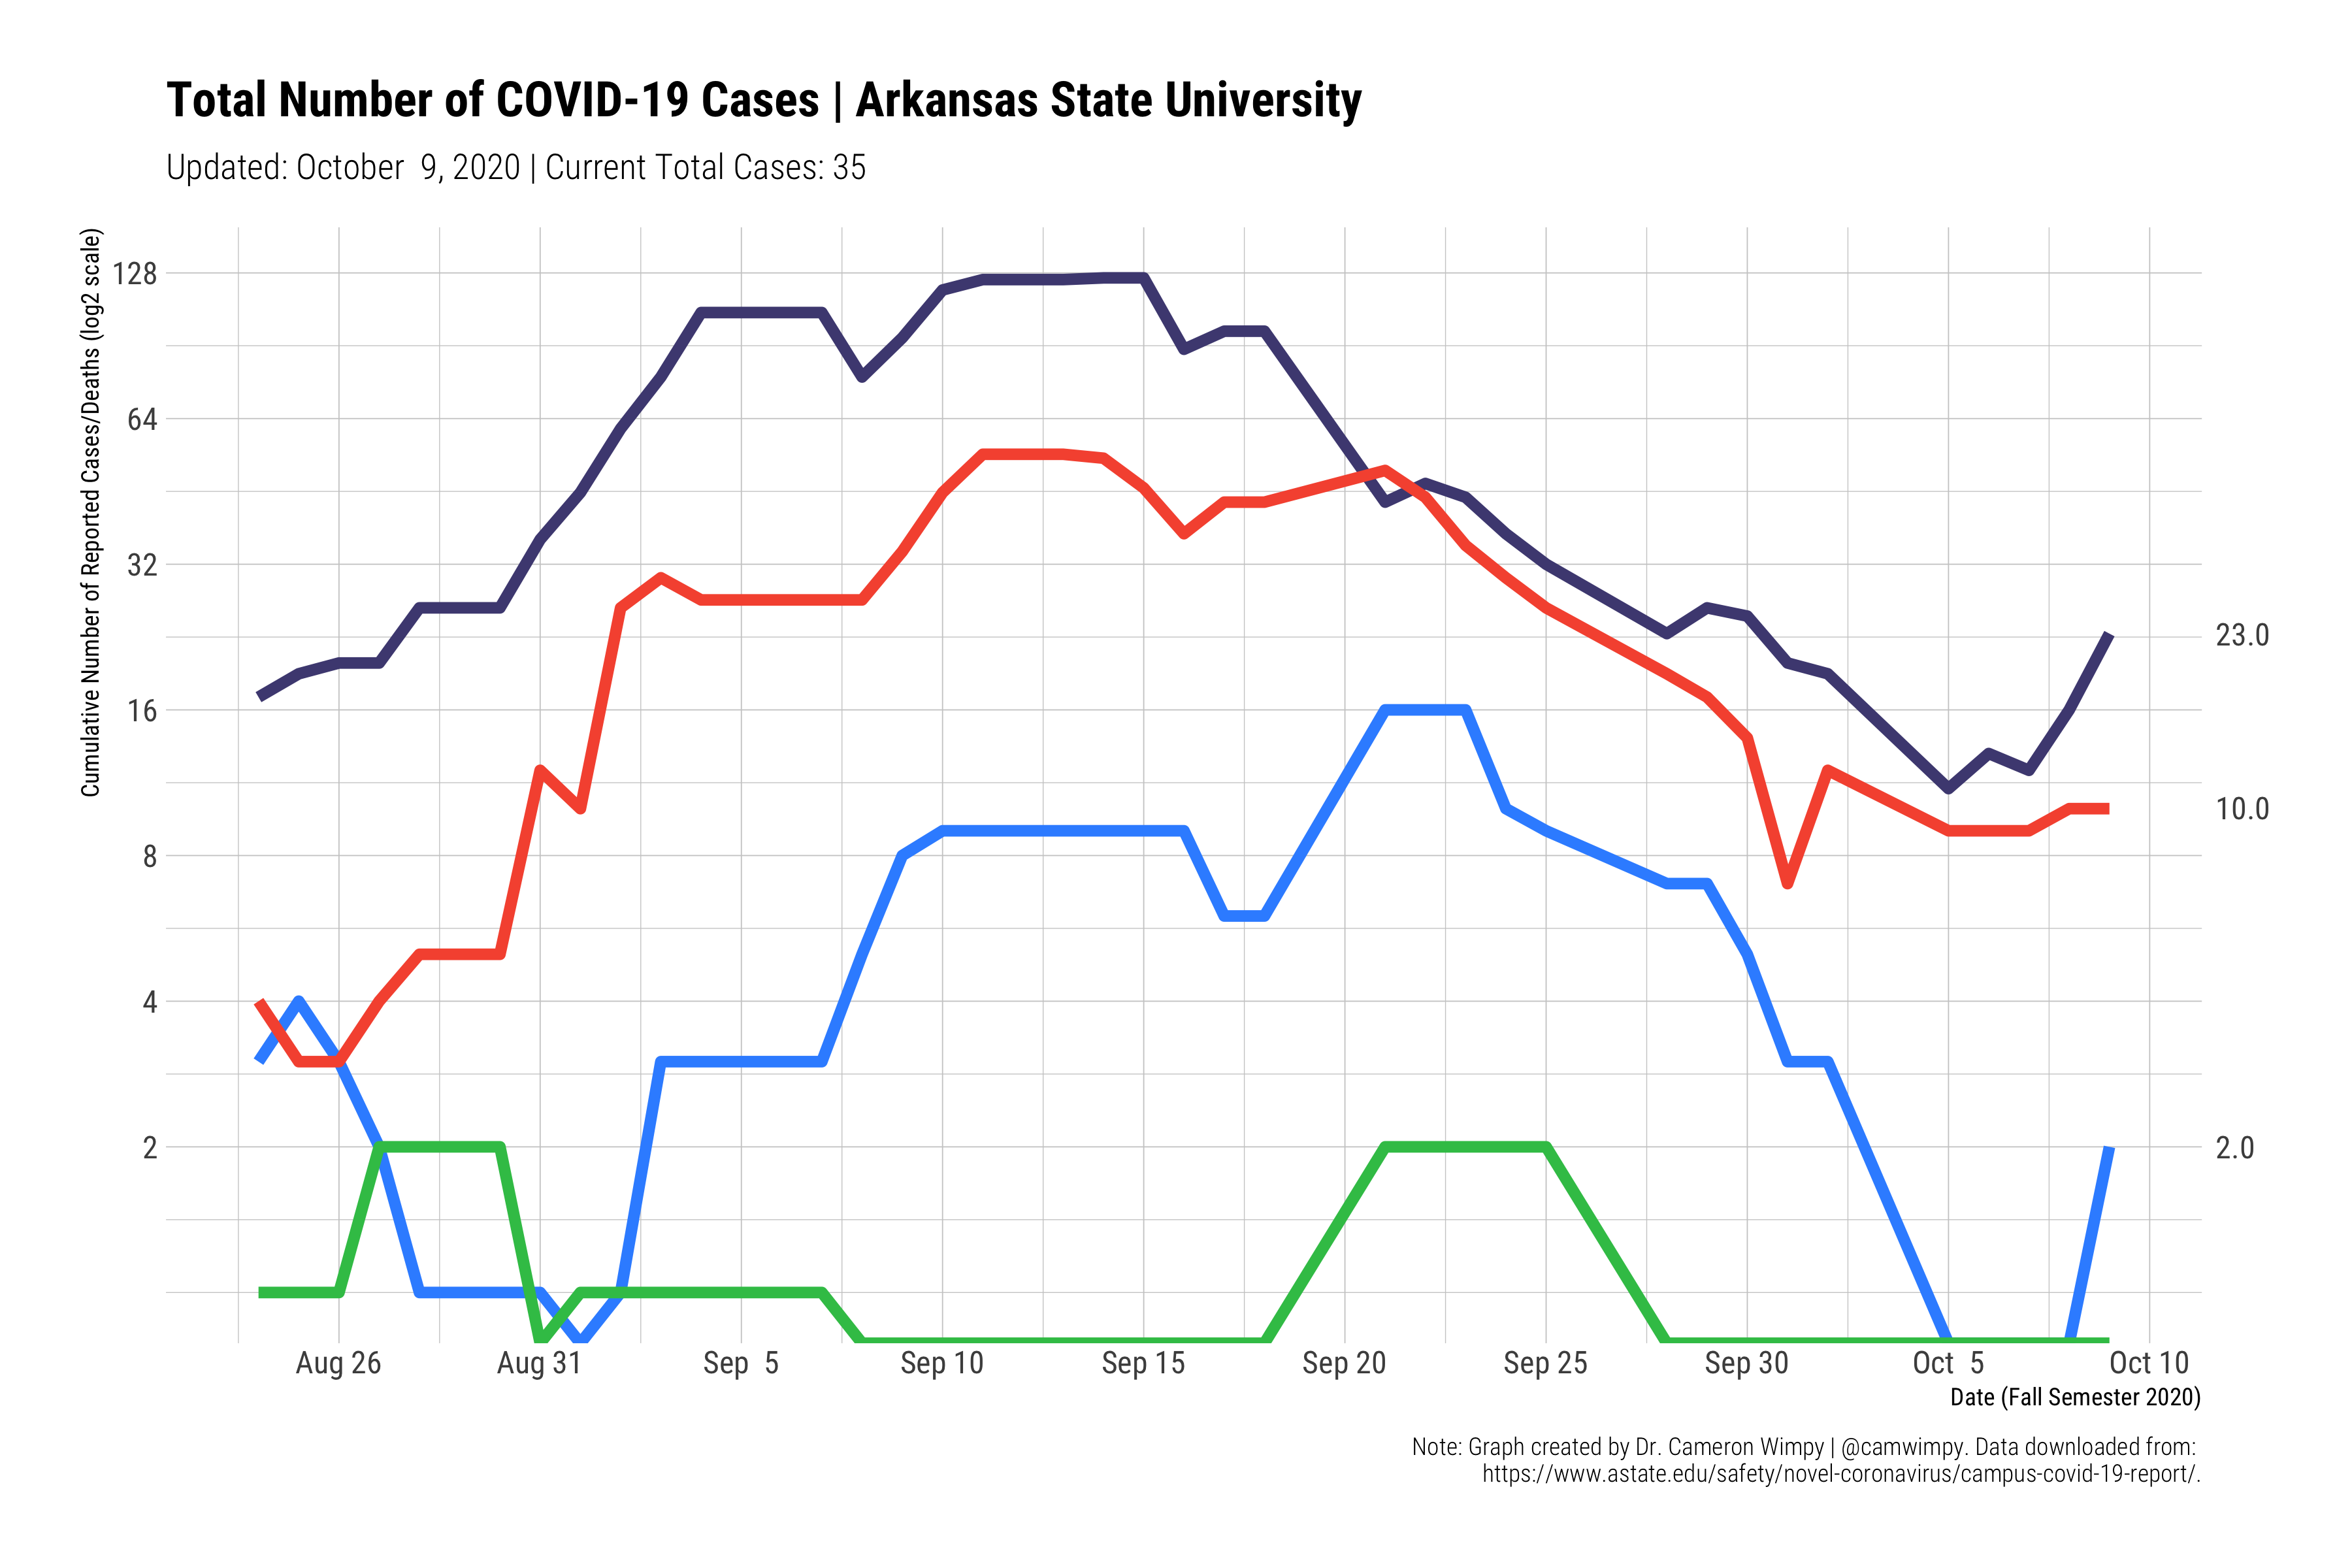 Total Number of COVID-19 Cases | Arkansas State University
Updated: October  9, 2020 | Current Total Cases: 35
Cumulative Number of Reported Cases/Deaths (log2 scale)
128
64
32
16
8
4
2
23.0
10.0
2.0
Aug 26
Aug 31
Sep  5
Sep 10
Sep 15
Sep 20
Sep 25
Sep 30
Oct  5
Oct 10
Date (Fall Semester 2020)
Note: Graph created by Dr. Cameron Wimpy | @camwimpy. Data downloaded from:
https://www.astate.edu/safety/novel-coronavirus/campus-covid-19-report/.